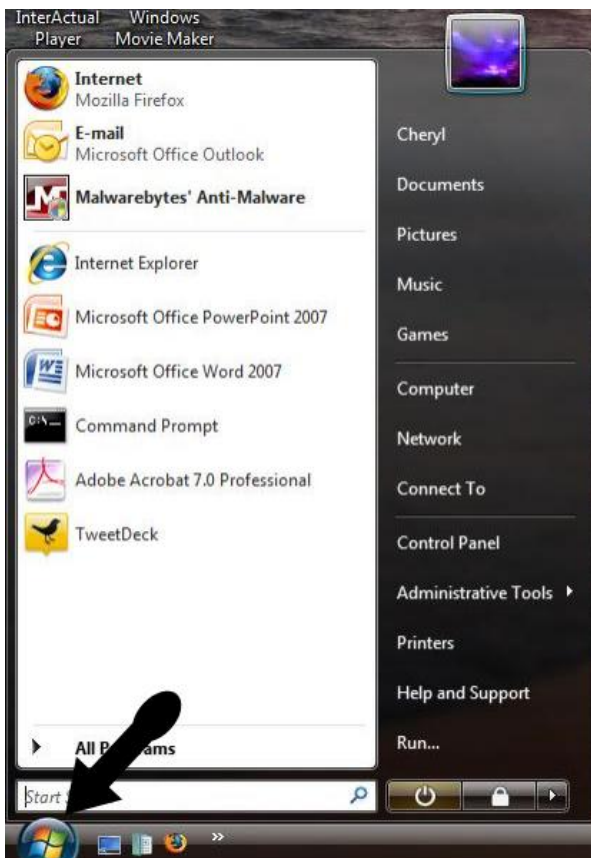 InterActual Windows
Player Movie Maker
Internet
Mozilla Firefox
E-mail
Microsoft Office Outlook
Malwarebytes' Anti-Malware
Internet Explorer
Microsoft Office PowerPoint 2007
Microsoft Office Word 2007
Command Prompt
Adobe Acrobat 7.0 Professional
TweetDeck
All
Start
Cheryl
Documents
Pictures
Music
Games
Computer
Network
Connect To
Control Panel
Administrative Tools
Printers
Help and Support
Run...